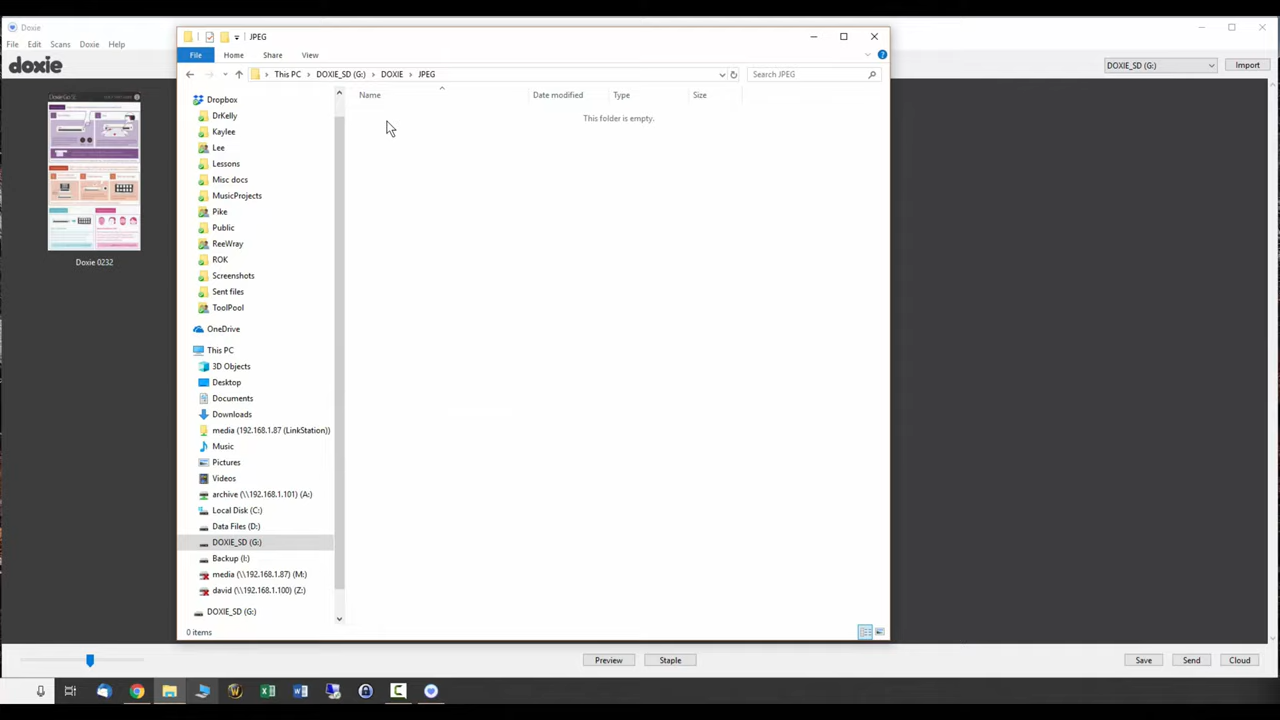 Doxie
File Edit Scans Doxie Help
doxie
DOXIE_SD (G:)
Import
Doxie 0232
JPEG
File Home Share View
This PC DOXIE_SD (G:) DOXIE JPEG
Search JPEG
Name Date modified Type Size
This folder is empty.
Dropbox
DrKelly
Kaylee
Lee
Lessons
Misc docs
MusicProjects
Pike
Public
ReeWray
ROK
Screenshots
Sent files
ToolPool
OneDrive
This PC
3D Objects
Desktop
Documents
Downloads
media (192.168.1.87 (LinkStation))
Music
Pictures
Videos
archive (\\192.168.1.101) (A:)
Local Disk (C:)
Data Files (D:)
DOXIE_SD (G:)
Backup (I:)
media (\\192.168.1.87) (M:)
david (\\192.168.1.100) (Z:)
DOXIE_SD (G:)
0 items
Preview Staple Save Send Cloud